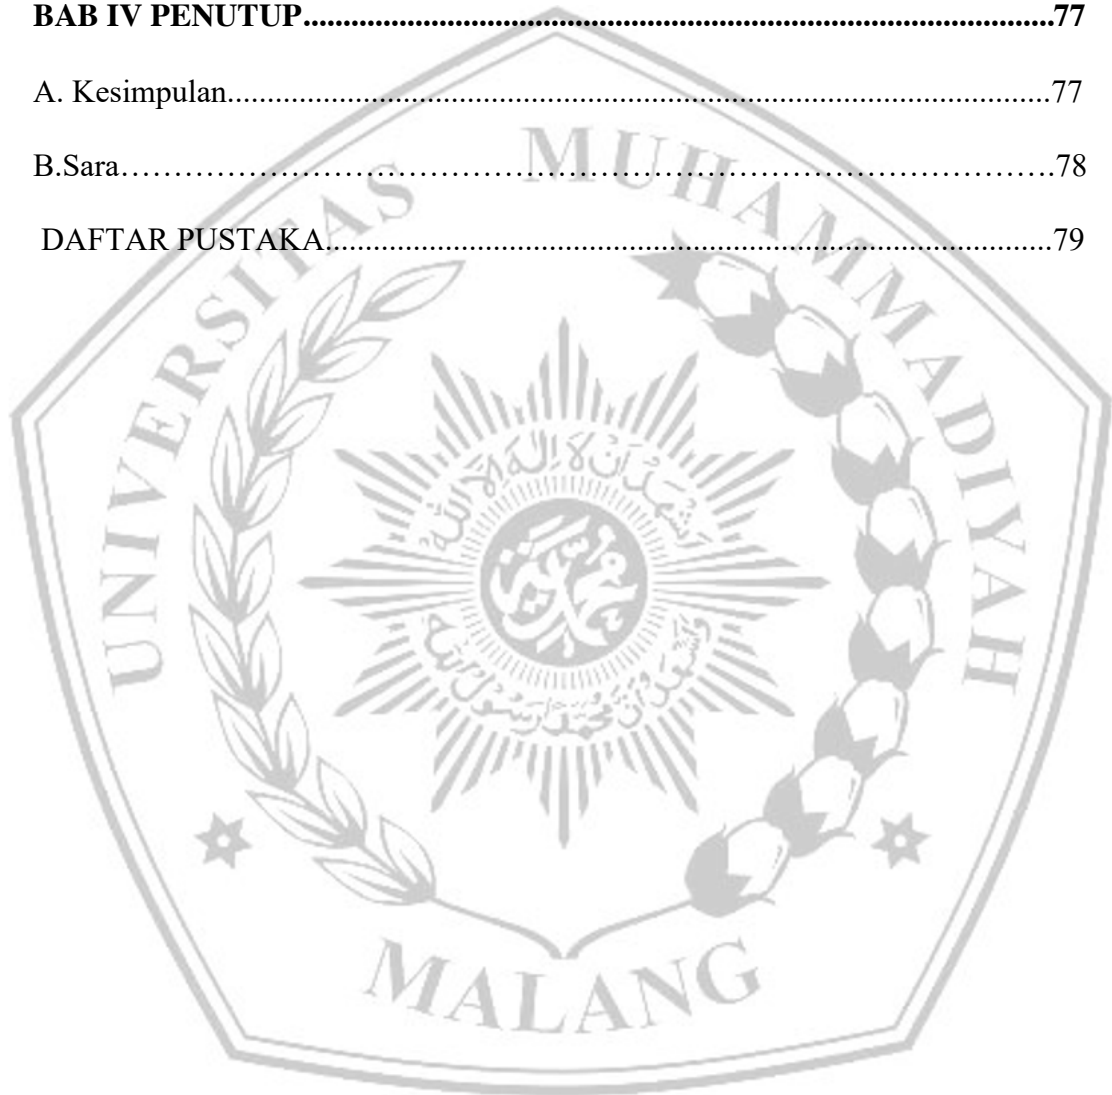 BAB IV PENUTUP..........................................................................................77
A. Kesimpulan....................................................................................................77
B.Sara……………………………………………………………………………….78
DAFTAR PUSTAKA........................................................................................79
UNIVERSITAS MUHAMMADIYAH
MALANG